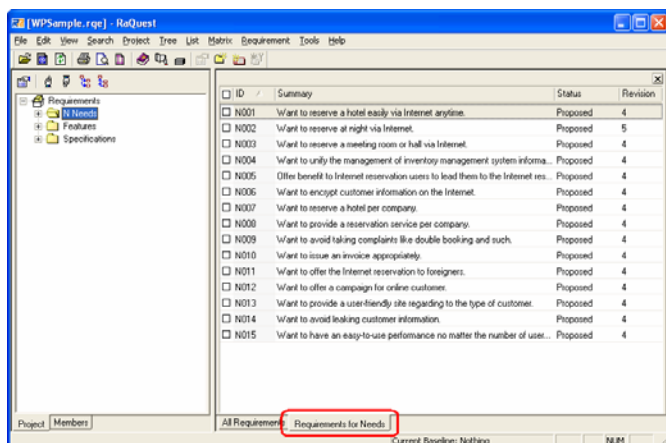 [WPSample.rqe] - RaQuest
File Edit View Search Project Tree List Matrix Requirement Tools Help
Requirements
N Needs
Features
Specifications
ID Summary Status Revision
N001 Want to reserve a hotel easily via Internet anytime. Proposed 4
N002 Want to reserve at night via Internet. Proposed 5
N003 Want to reserve a meeting room or hall via Internet. Proposed 4
N004 Want to unify the management of inventory management system informa... Proposed 4
N005 Offer benefit to Internet reservation users to lead them to the Internet res... Proposed 4
N006 Want to encrypt customer information on the Internet. Proposed 4
N007 Want to reserve a hotel per company. Proposed 4
N008 Want to provide a reservation service per company. Proposed 4
N009 Want to avoid taking complaints like double booking and such. Proposed 4
N010 Want to issue an invoice appropriately. Proposed 4
N011 Want to offer the Internet reservation to foreigners. Proposed 4
N012 Want to offer a campaign for online customer. Proposed 4
N013 Want to provide a user-friendly site regarding to the type of customer. Proposed 4
N014 Want to avoid leaking customer information. Proposed 4
N015 Want to have an easy-to-use performance no matter the number of user... Proposed 4
Project Members All Requirements Requirements for Needs
Current Baseline: Nothing NUM